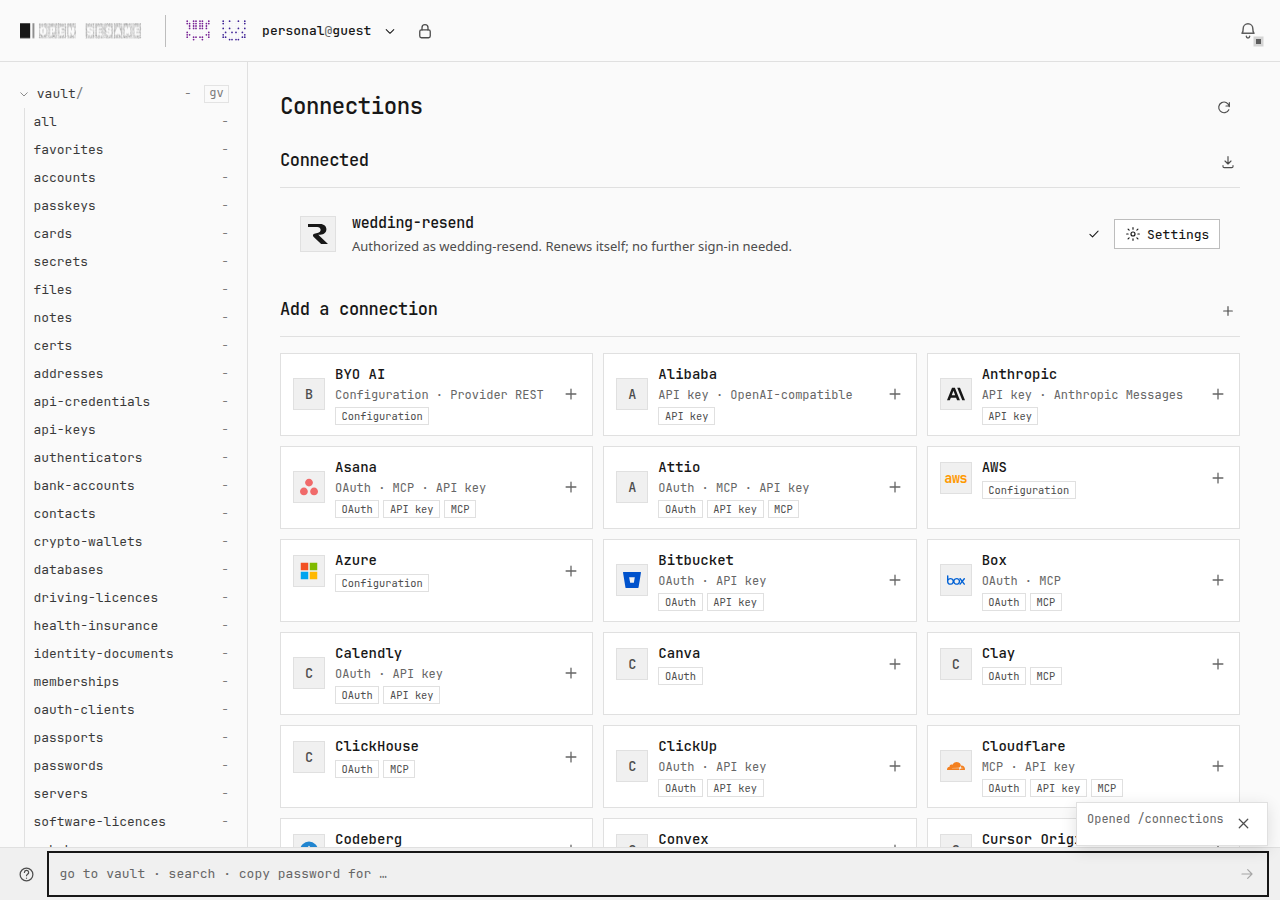 OPEN SESAME
personal@guest
vault/ - gv
all -
favorites -
accounts -
passkeys -
cards -
secrets -
files -
notes -
certs -
addresses -
api-credentials -
api-keys -
authenticators -
bank-accounts -
contacts -
crypto-wallets -
databases -
driving-licences -
health-insurance -
identity-documents -
memberships -
oauth-clients -
passports -
passwords -
servers -
software-licences -
Connections
Connected
wedding-resend
Authorized as wedding-resend. Renews itself; no further sign-in needed.
Settings
Add a connection
B
BYO AI
Configuration · Provider REST
Configuration
A
Alibaba
API key · OpenAI-compatible
API key
Anthropic
API key · Anthropic Messages
API key
Asana
OAuth · MCP · API key
OAuth API key MCP
A
Attio
OAuth · MCP · API key
OAuth API key MCP
aws
AWS
Configuration
Azure
Configuration
Bitbucket
OAuth · API key
OAuth API key
box
Box
OAuth · MCP
OAuth MCP
C
Calendly
OAuth · API key
OAuth API key
C
Canva
OAuth
C
Clay
OAuth MCP
C
ClickHouse
OAuth MCP
C
ClickUp
OAuth · API key
OAuth API key
Cloudflare
MCP · API key
OAuth API key MCP
Codeberg
Convex
Cursor
Opened /connections
go to vault · search · copy password for …